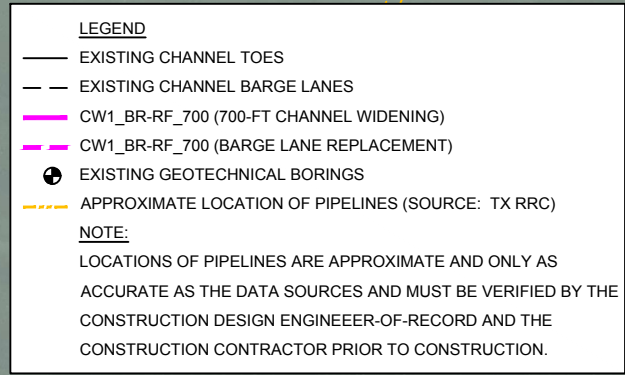 LEGEND
EXISTING CHANNEL TOES
EXISTING CHANNEL BARGE LANES
CW1_BR-RF_700 (700-FT CHANNEL WIDENING)
CW1_BR-RF_700 (BARGE LANE REPLACEMENT)
EXISTING GEOTECHNICAL BORINGS
APPROXIMATE LOCATION OF PIPELINES (SOURCE: TX RRC)
NOTE:
LOCATIONS OF PIPELINES ARE APPROXIMATE AND ONLY AS
ACCURATE AS THE DATA SOURCES AND MUST BE VERIFIED BY THE
CONSTRUCTION DESIGN ENGINEEER-OF-RECORD AND THE
CONSTRUCTION CONTRACTOR PRIOR TO CONSTRUCTION.